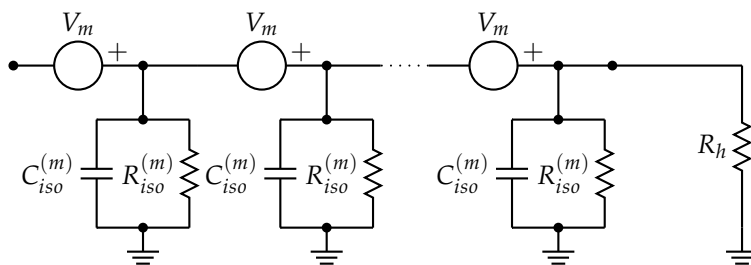 V_m V_m V_m
+ + ····· +
C_{iso}^{(m)} R_{iso}^{(m)} C_{iso}^{(m)} R_{iso}^{(m)} C_{iso}^{(m)} R_{iso}^{(m)} R_h